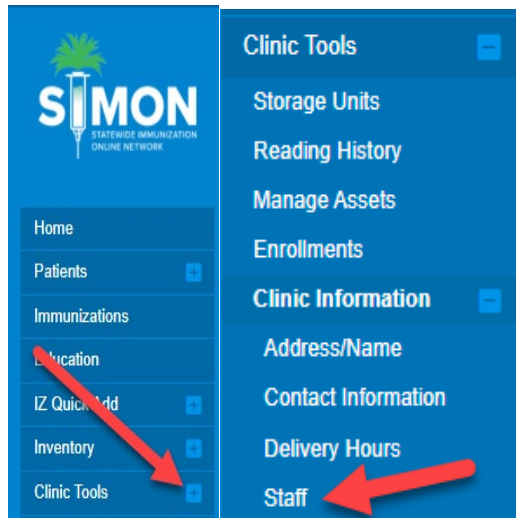 SIMON
STATEWIDE IMMUNIZATION
ONLINE NETWORK
Home
Patients
Immunizations
Education
IZ Quick Add
Inventory
Clinic Tools
Clinic Tools
Storage Units
Reading History
Manage Assets
Enrollments
Clinic Information
Address/Name
Contact Information
Delivery Hours
Staff